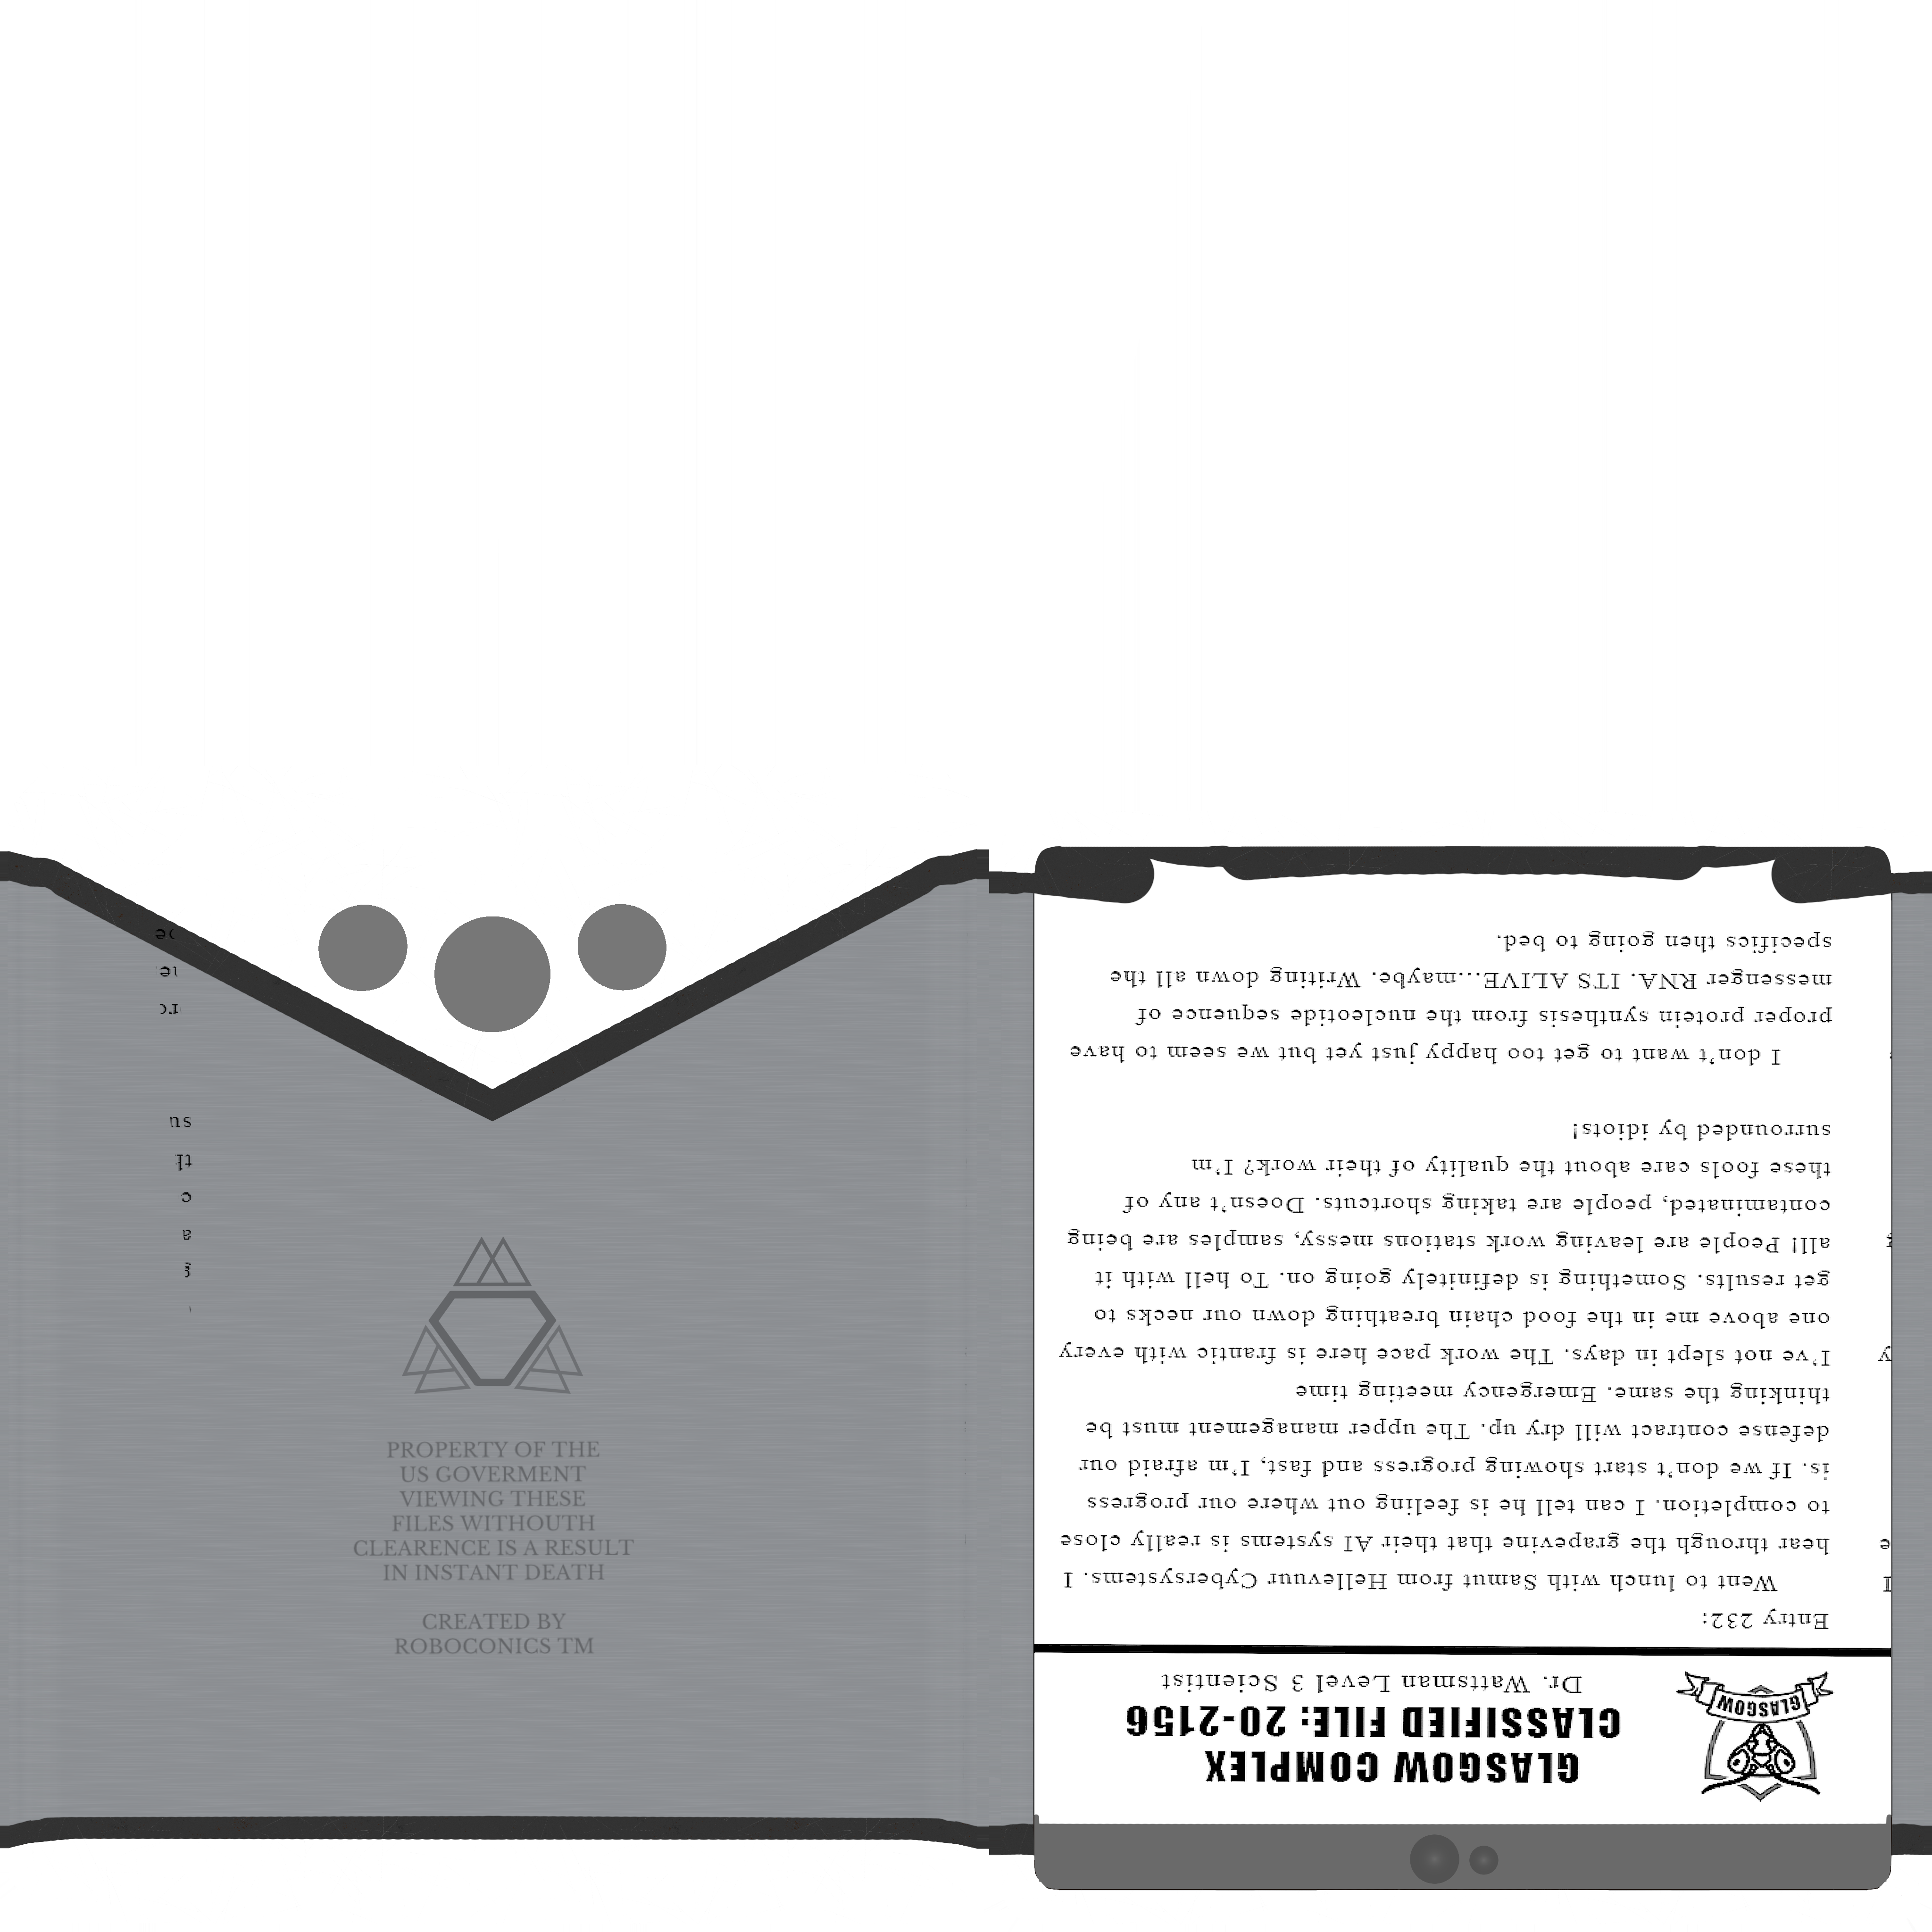 PROPERTY OF THE
US GOVERMENT
VIEWING THESE
FILES WITHOUTH
CLEARENCE IS A RESULT
IN INSTANT DEATH
CREATED BY
ROBOCONICS TM
GLASGOW
GLASGOW COMPLEX
CLASSIFIED FILE: 20-2156
Dr. Wattsman Level 3 Scientist
Entry 232:
Went to lunch with Samut from Hellevuur Cybersystems. I
hear through the grapevine that their AI systems is really close
to completion. I can tell he is feeling out where our progress
is. If we don't start showing progress and fast, I'm afraid our
defense contract will dry up. The upper management must be
thinking the same. Emergency meeting time
I've not slept in days. The work pace here is frantic with every
one above me in the food chain breathing down our necks to
get results. Something is definitely going on. To hell with it
all! People are leaving work stations messy, samples are being
contaminated, people are taking shortcuts. Doesn't any of
these fools care about the quality of their work? I'm
surrounded by idiots!
I don't want to get too happy just yet but we seem to have
proper protein synthesis from the nucleotide sequence of
messenger RNA. ITS ALIVE...maybe. Writing down all the
specifics then going to bed.